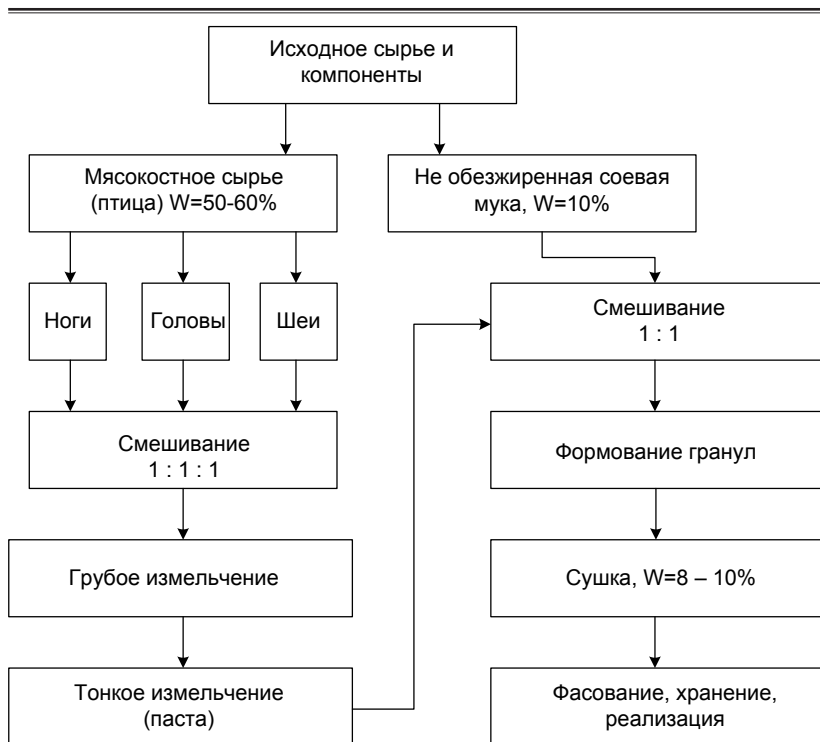 Исходное сырье и
компоненты
Мясокостное сырье
(птица) W=50-60%
Не обезжиренная соевая
мука, W=10%
Ноги
Головы
Шеи
Смешивание
1 : 1
Смешивание
1 : 1 : 1
Формование гранул
Грубое измельчение
Сушка, W=8 – 10%
Тонкое измельчение
(паста)
Фасование, хранение,
реализация